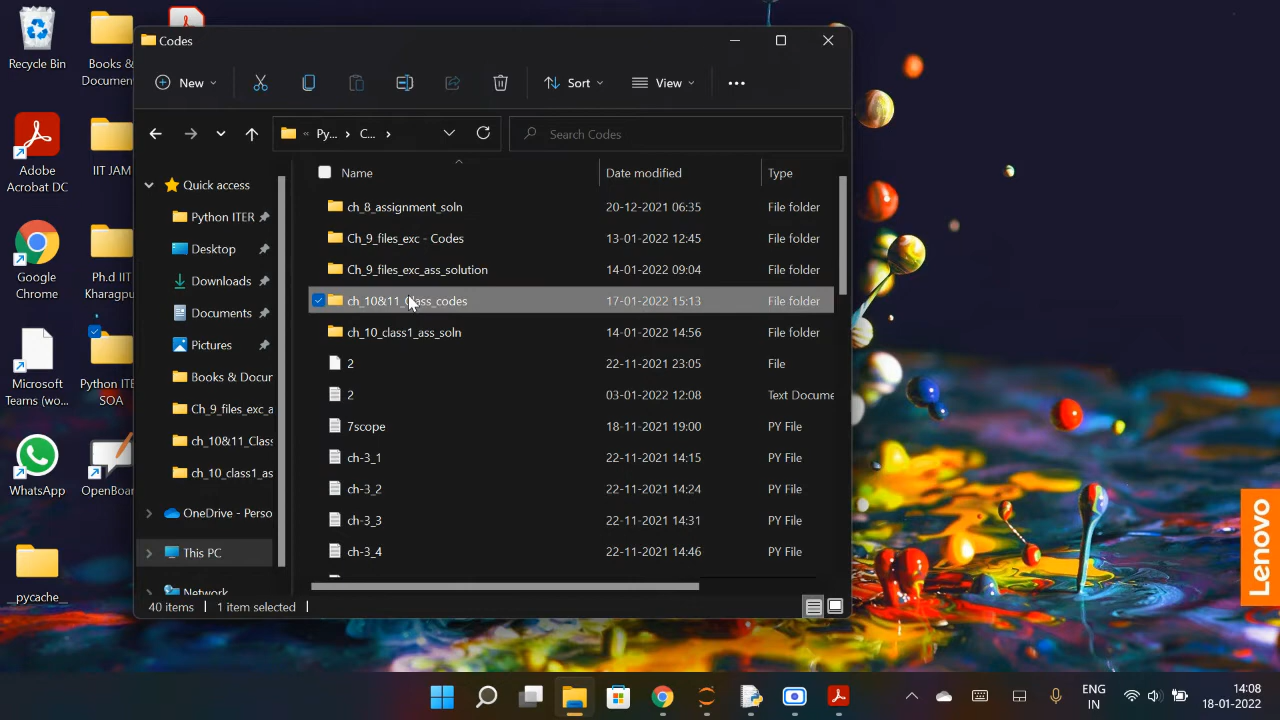 Recycle Bin
Books &
Documen
Adobe
Acrobat DC
IIT JAM
Google
Chrome
Ph.d IIT
Kharagpu
Microsoft
Teams (wo...
Python ITE
SOA
WhatsApp
OpenBoa
__pycache__
Codes
New
Sort
View
« Py... > C... >
Search Codes
Name Date modified Type
Quick access
Python ITER
Desktop
Downloads
Documents
Pictures
Books & Docur
Ch_9_files_exc_a
ch_10&11_Class
ch_10_class1_as
OneDrive - Perso
This PC
Network
ch_8_assignment_soln 20-12-2021 06:35 File folder
Ch_9_files_exc - Codes 13-01-2022 12:45 File folder
Ch_9_files_exc_ass_solution 14-01-2022 09:04 File folder
ch_10&11_Class_codes 17-01-2022 15:13 File folder
ch_10_class1_ass_soln 14-01-2022 14:56 File folder
2 22-11-2021 23:05 File
2 03-01-2022 12:08 Text Docume
7scope 18-11-2021 19:00 PY File
ch-3_1 22-11-2021 14:15 PY File
ch-3_2 22-11-2021 14:24 PY File
ch-3_3 22-11-2021 14:31 PY File
ch-3_4 22-11-2021 14:46 PY File
40 items 1 item selected
Lenovo
ENG
IN
14:08
18-01-2022